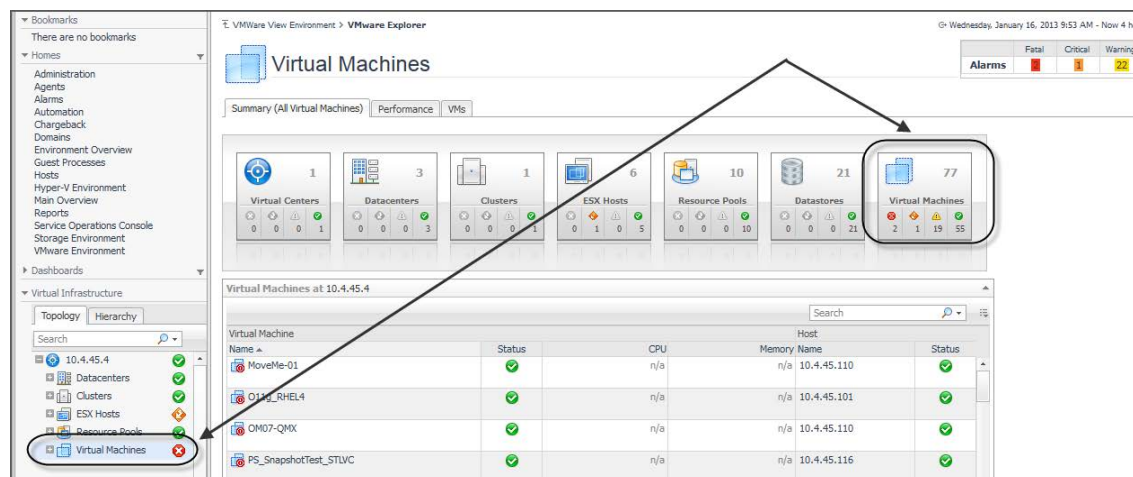 Bookmarks
There are no bookmarks
Homes
Administration
Agents
Alarms
Automation
Chargeback
Domains
Environment Overview
Guest Processes
Hosts
Hyper-V Environment
Main Overview
Reports
Service Operations Console
Storage Environment
VMware Environment
Dashboards
Virtual Infrastructure
Topology Hierarchy
Search
10.4.45.4
Datacenters
Clusters
ESX Hosts
Resource Pools
Virtual Machines
VMWare View Environment > VMware Explorer
Wednesday, January 16, 2013 9:53 AM - Now 4 h
Virtual Machines
Fatal Critical Warning
Alarms 2 1 22
Summary (All Virtual Machines) Performance VMs
1 3 1 6 10 21 77
Virtual Centers Datacenters Clusters ESX Hosts Resource Pools Datastores Virtual Machines
0 0 0 1 0 0 0 3 0 0 0 1 0 1 0 5 0 0 0 10 0 0 0 21 2 1 19 55
Virtual Machines at 10.4.45.4
Search
Virtual Machine Host
Name Status CPU Memory Name Status
MoveMe-01 n/a n/a 10.4.45.110
O11g_RHEL4 n/a n/a 10.4.45.101
OM07-QMX n/a n/a 10.4.45.110
PS_SnapshotTest_STLVC n/a n/a 10.4.45.116